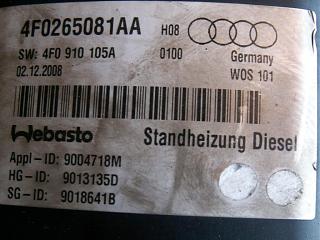 4F0265081AA H08
SW: 4F0 910 105A 0100 Germany
02.12.2008 WOS 101
Webasto Standheizung Diesel
Appl-ID: 9004718M
HG-ID: 9013135D
SG-ID: 9018641B